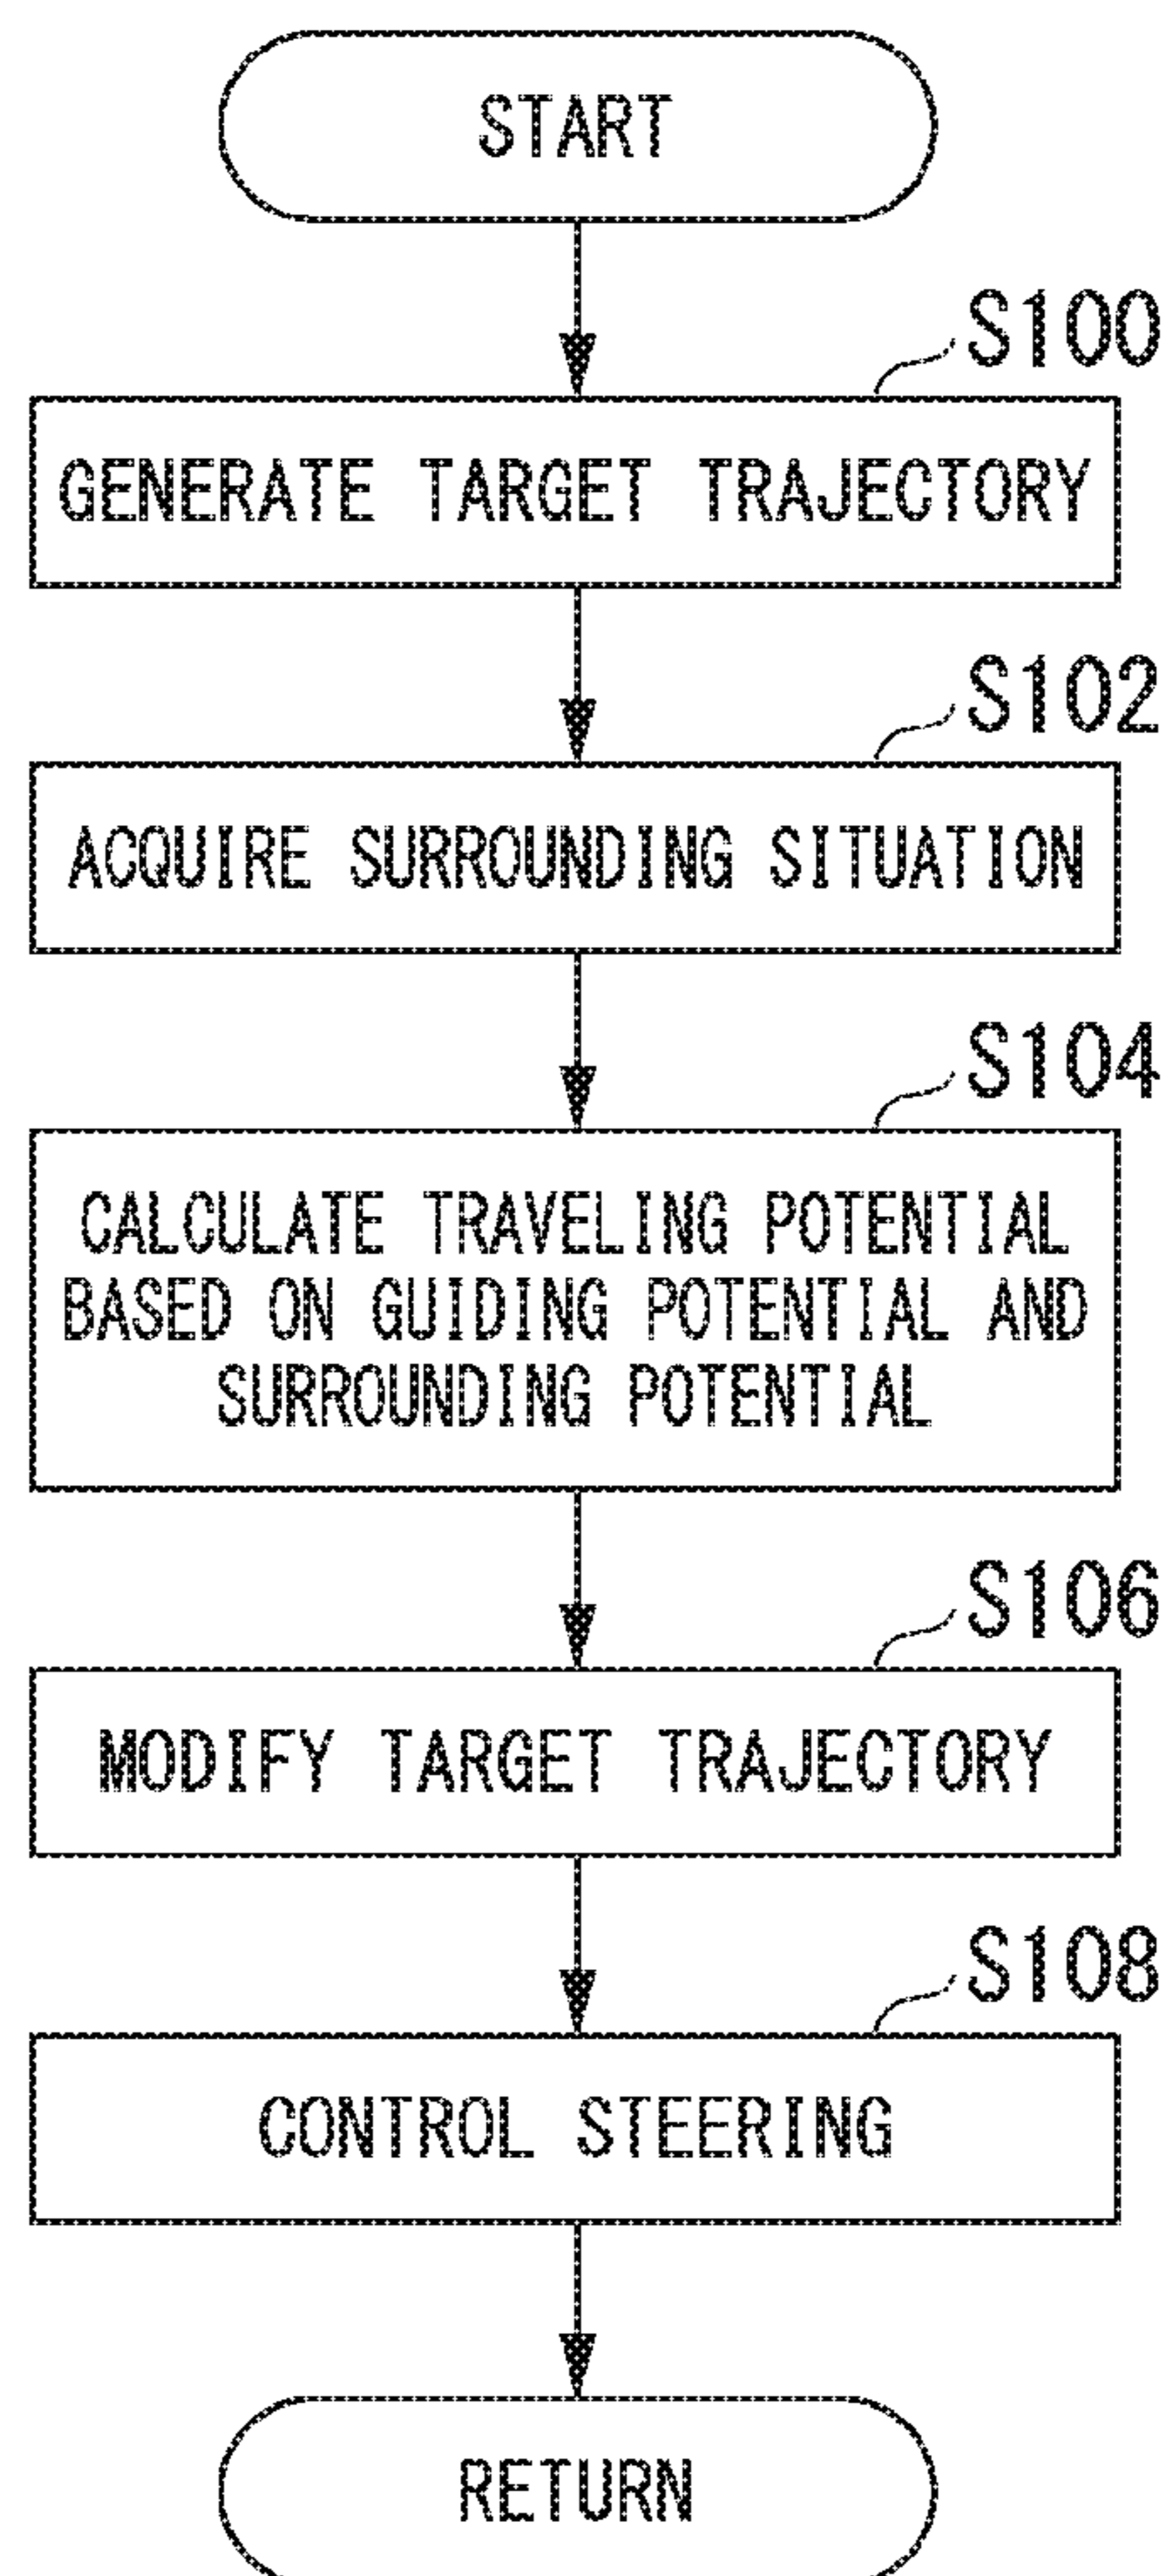 START
S100
GENERATE TARGET TRAJECTORY
S102
ACQUIRE SURROUNDING SITUATION
S104
CALCULATE TRAVELING POTENTIAL
BASED ON GUIDING POTENTIAL AND
SURROUNDING POTENTIAL
S106
MODIFY TARGET TRAJECTORY
S108
CONTROL STEERING
RETURN